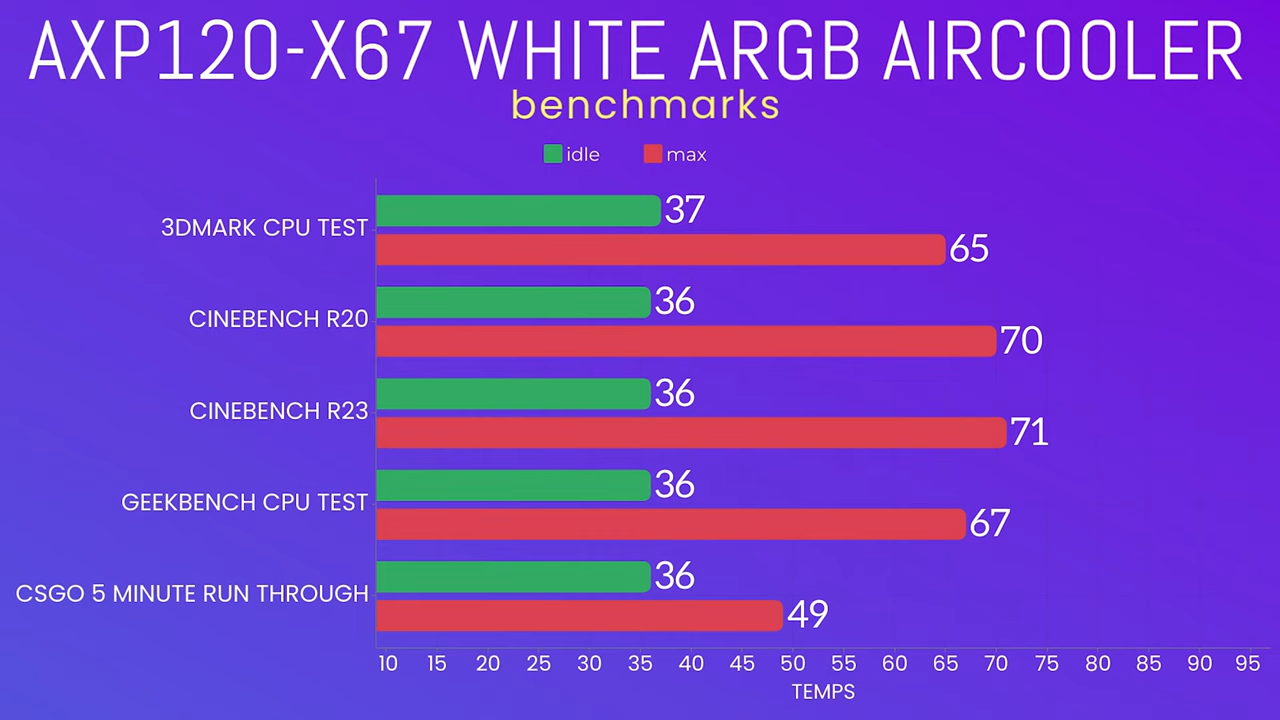 AXP120-X67 WHITE ARGB AIRCOOLER
benchmarks
idle max
3DMARK CPU TEST
37
65
CINEBENCH R20
36
70
CINEBENCH R23
36
71
GEEKBENCH CPU TEST
36
67
CSGO 5 MINUTE RUN THROUGH
36
49
10 15 20 25 30 35 40 45 50 55 60 65 70 75 80 85 90 95
TEMPS